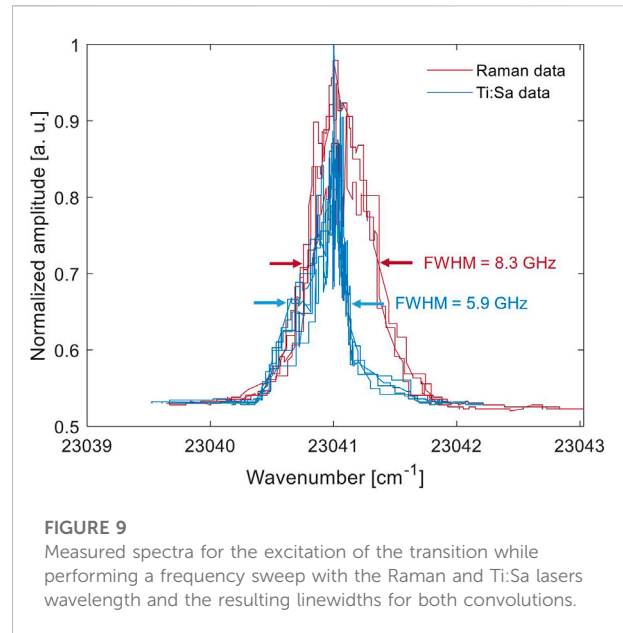 1
0.9
0.8
0.7
0.6
0.5
Normalized amplitude [a. u.]
Raman data
Ti:Sa data
FWHM = 8.3 GHz
FWHM = 5.9 GHz
23039 23040 23041 23042 23043
Wavenumber [cm⁻¹]
FIGURE 9
Measured spectra for the excitation of the transition while
performing a frequency sweep with the Raman and Ti:Sa lasers
wavelength and the resulting linewidths for both convolutions.